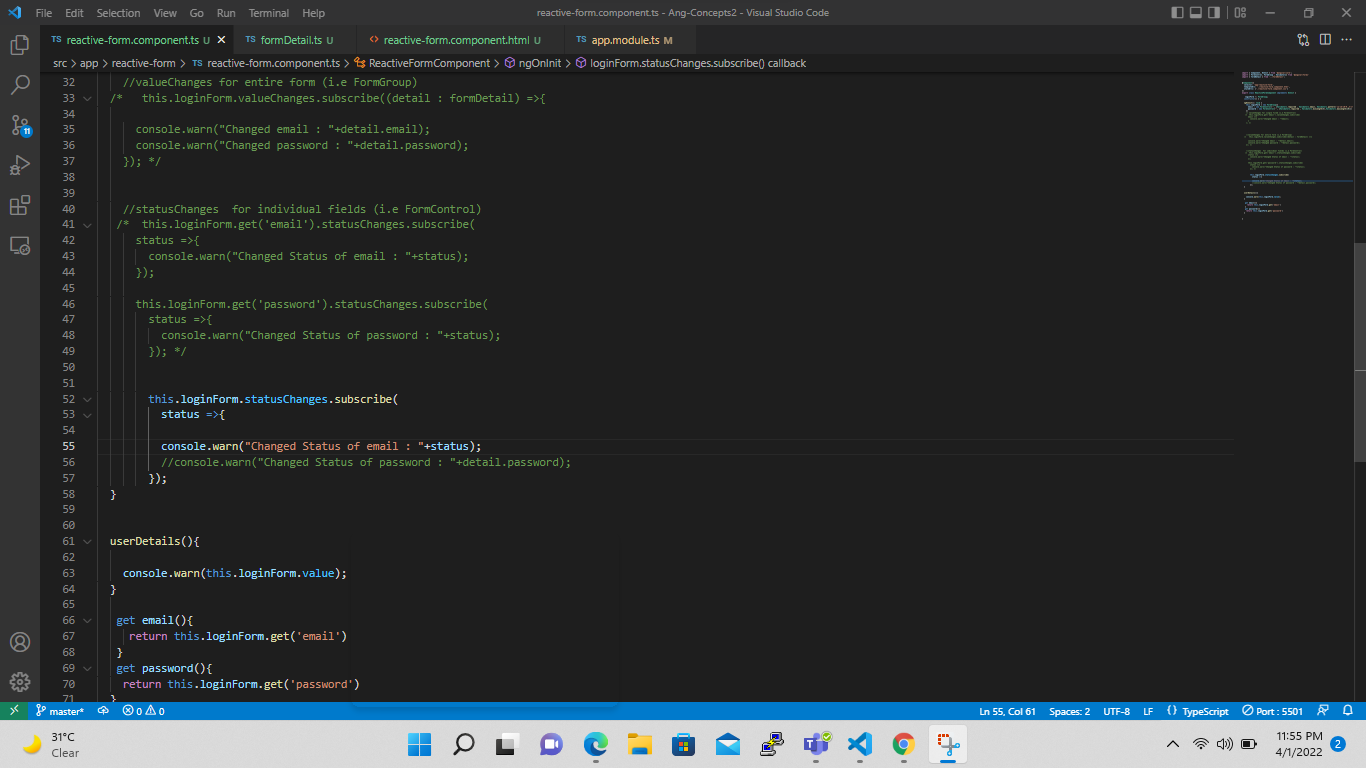 File Edit Selection View Go Run Terminal Help reactive-form.component.ts - Ang-Concepts2 - Visual Studio Code
TS reactive-form.component.ts U TS formDetail.ts U <> reactive-form.component.html U TS app.module.ts M
src > app > reactive-form > TS reactive-form.component.ts > ReactiveFormComponent > ngOnInit > loginForm.statusChanges.subscribe() callback
32 //valueChanges for entire form (i.e FormGroup)
33 /* this.loginForm.valueChanges.subscribe((detail : formDetail) =>{
34
35 console.warn("Changed email : "+detail.email);
36 console.warn("Changed password : "+detail.password);
37 }); */
38
39
40 //statusChanges for individual fields (i.e FormControl)
41 /* this.loginForm.get('email').statusChanges.subscribe(
42 status =>{
43 console.warn("Changed Status of email : "+status);
44 });
45
46 this.loginForm.get('password').statusChanges.subscribe(
47 status =>{
48 console.warn("Changed Status of password : "+status);
49 }); */
50
51
52 this.loginForm.statusChanges.subscribe(
53 status =>{
54
55 console.warn("Changed Status of email : "+status);
56 //console.warn("Changed Status of password : "+detail.password);
57 });
58 }
59
60
61 userDetails(){
62
63 console.warn(this.loginForm.value);
64 }
65
66 get email(){
67 return this.loginForm.get('email')
68 }
69 get password(){
70 return this.loginForm.get('password')
71 }
11
master* 0 0 Ln 55, Col 61 Spaces: 2 UTF-8 LF {} TypeScript Port : 5501
31°C
Clear
11:55 PM
4/1/2022 2